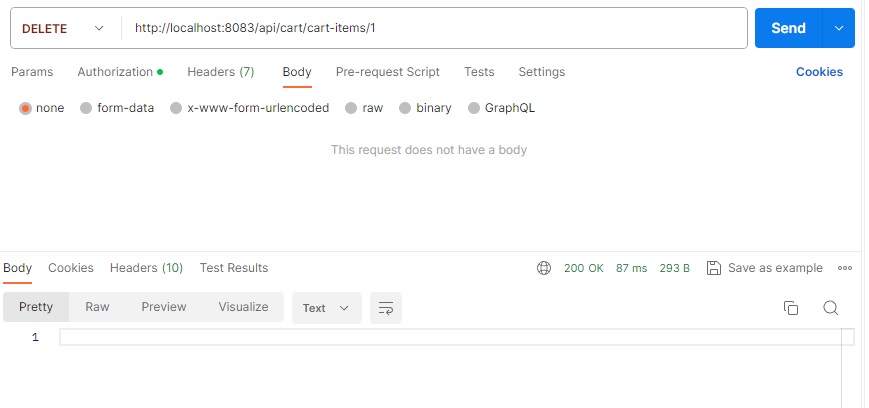 DELETE http://localhost:8083/api/cart/cart-items/1 Send
Params Authorization Headers (7) Body Pre-request Script Tests Settings Cookies
none form-data x-www-form-urlencoded raw binary GraphQL
This request does not have a body
Body Cookies Headers (10) Test Results 200 OK 87 ms 293 B Save as example
Pretty Raw Preview Visualize Text
1